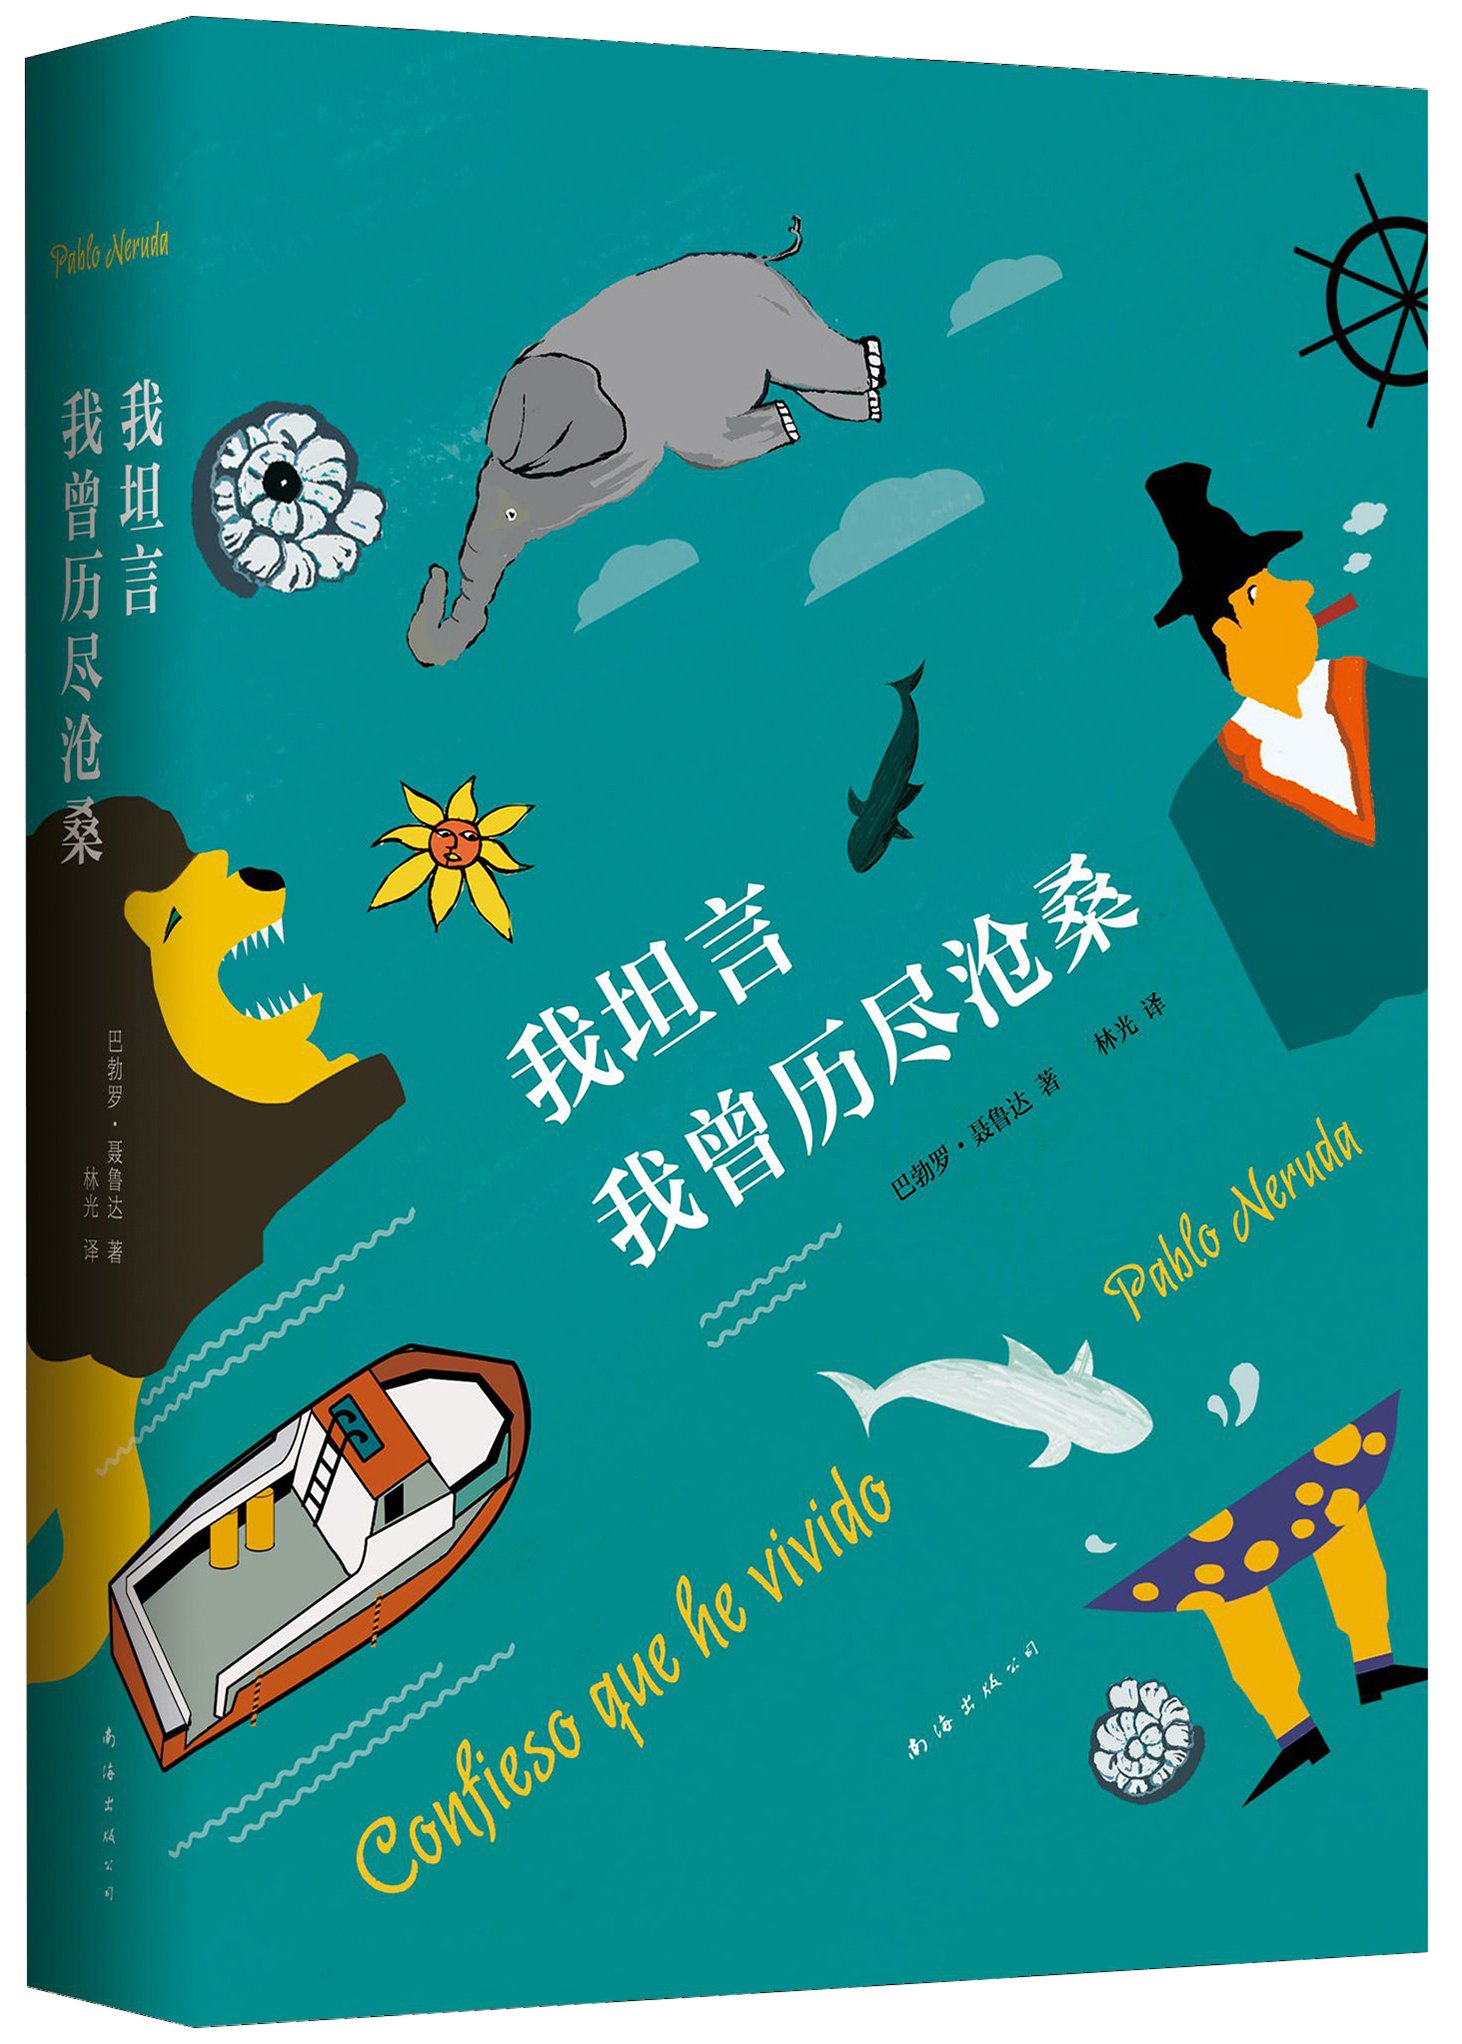 Pablo Neruda
我坦言
我曾历尽沧桑
巴勃罗·聂鲁达 著
林光 译
南海出版公司
我坦言
我曾历尽沧桑
巴勃罗·聂鲁达 著 林光 译
Pablo Neruda
Confieso que he vivido
南海出版公司